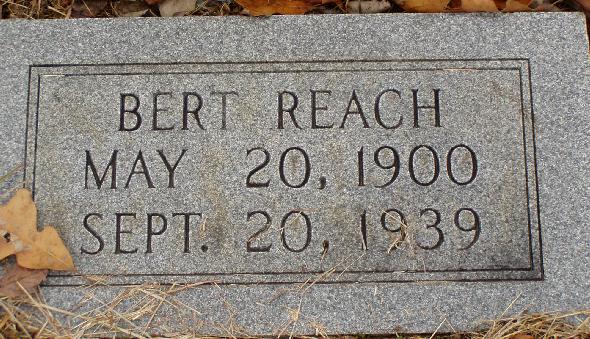 BERT REACH
MAY 20, 1900
SEPT. 20, 1939